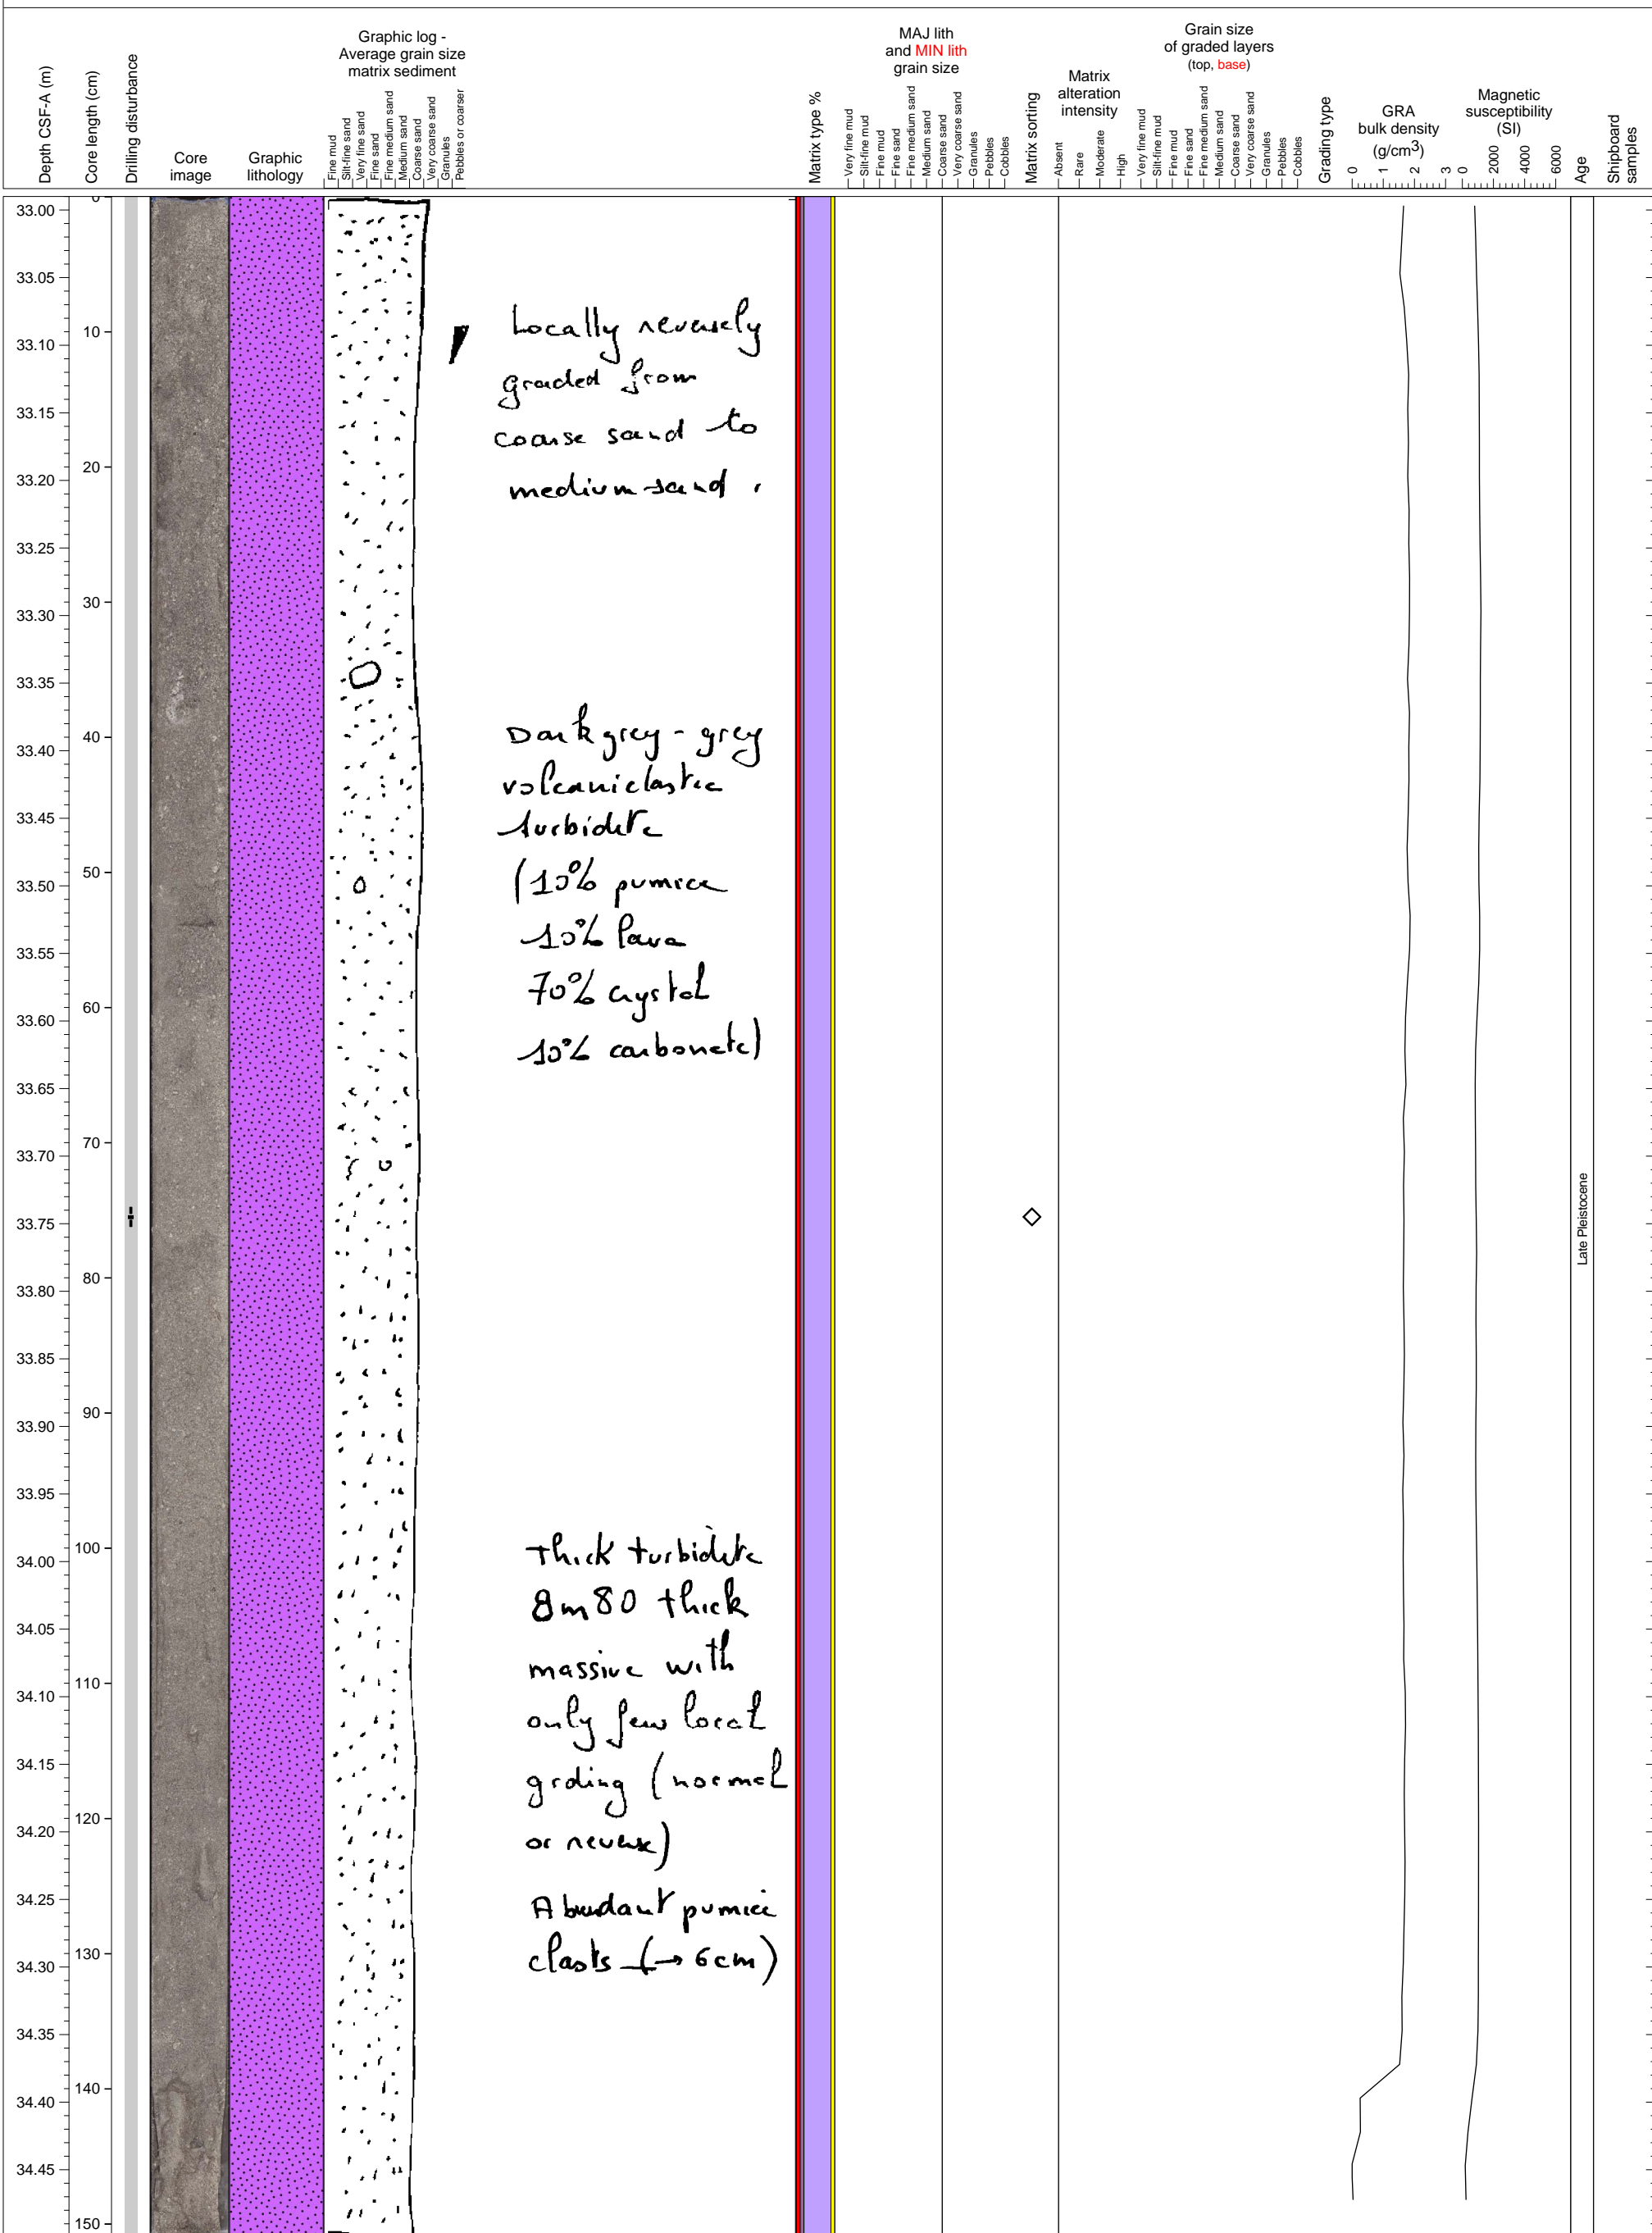 Graphic log -
Average grain size
matrix sediment
MAJ lith
and MIN lith
grain size
Grain size
of graded layers
(top, base)
Matrix
alteration
intensity
GRA
bulk density
(g/cm3)
Magnetic
susceptibility
(SI)
Depth CSF-A (m)
Core length (cm)
Drilling disturbance
Core
image
Graphic
lithology
Fine mud
Silt-fine sand
Very fine sand
Fine sand
Fine medium sand
Medium sand
Coarse sand
Very coarse sand
Granules
Pebbles or coarser
Matrix type %
Very fine mud
Silt-fine mud
Fine mud
Fine sand
Fine medium sand
Medium sand
Coarse sand
Very coarse sand
Granules
Pebbles
Cobbles
Matrix sorting
Absent
Rare
Moderate
High
Very fine mud
Silt-fine mud
Fine mud
Fine sand
Fine medium sand
Medium sand
Coarse sand
Very coarse sand
Granules
Pebbles
Cobbles
Grading type
0 1 2 3
0 2000 4000 6000
Age
Shipboard
samples
33.00
33.05
33.10
33.15
33.20
33.25
33.30
33.35
33.40
33.45
33.50
33.55
33.60
33.65
33.70
33.75
33.80
33.85
33.90
33.95
34.00
34.05
34.10
34.15
34.20
34.25
34.30
34.35
34.40
34.45
0
10
20
30
40
50
60
70
80
90
100
110
120
130
140
150
Locally reversely
graded from
coarse sand to
medium sand.
Dark grey - grey
volcaniclastic
turbidite
(10% pumice
10% lava
70% crystal
10% carbonate)
Thick turbidite
8m80 thick
massive with
only few local
grding (normal
or reverse)
Abundant pumice
clasts (→ 6cm)
Late Pleistocene